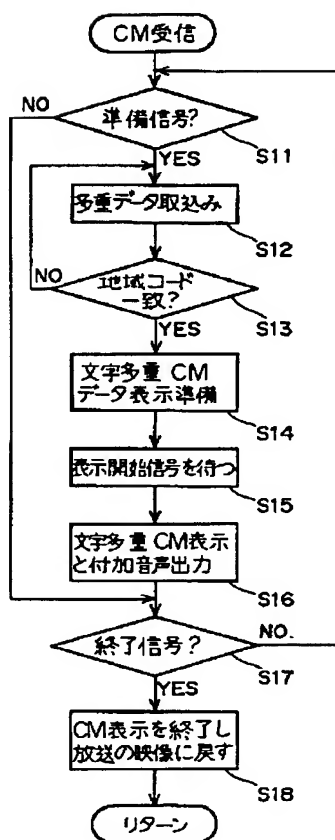 CM受信
NO
準備信号?
YES
S11
多重データ取込み
S12
NO
地域コード
一致?
YES
S13
文字多重CM
データ表示準備
S14
表示開始信号を待つ
S15
文字多重CM表示
と付加音声出力
S16
終了信号?
NO.
YES
S17
CM表示を終了し
放送の映像に戻す
S18
リターン